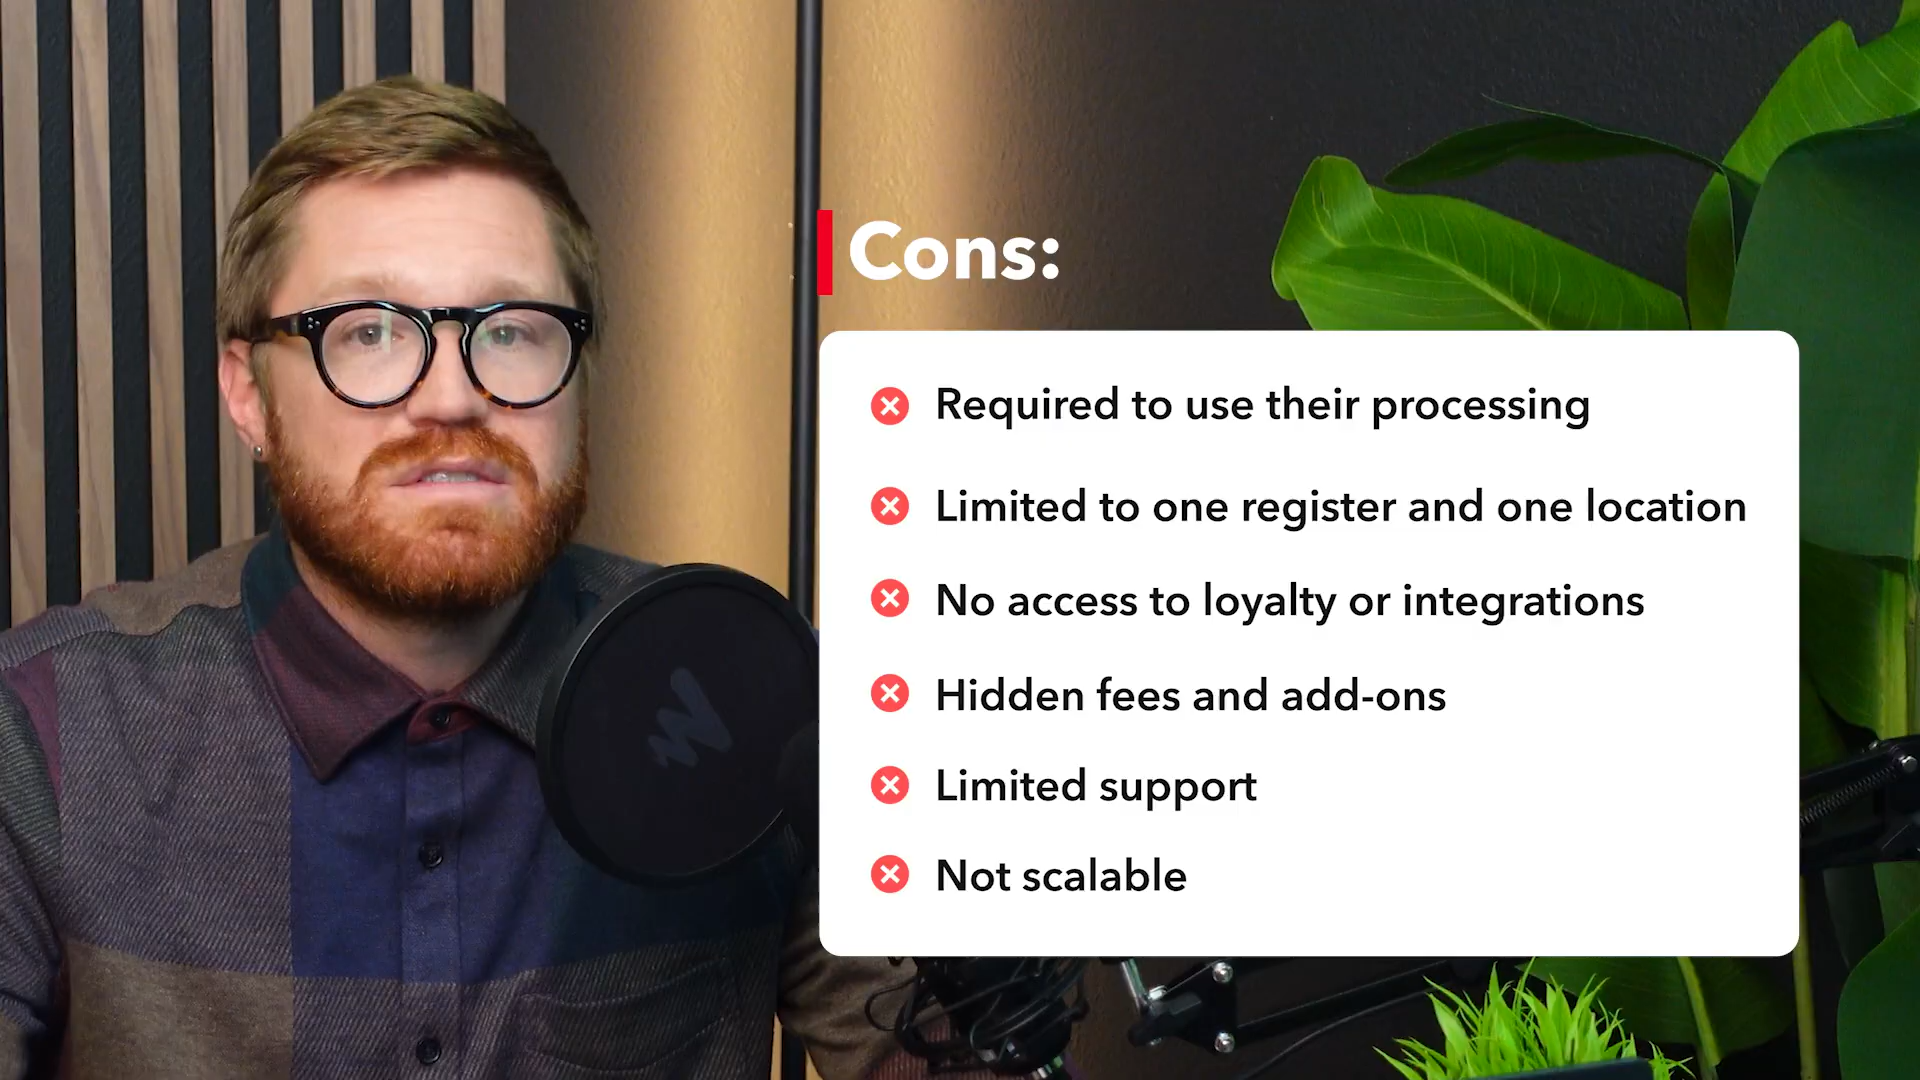 Cons:
Required to use their processing
Limited to one register and one location
No access to loyalty or integrations
Hidden fees and add-ons
Limited support
Not scalable